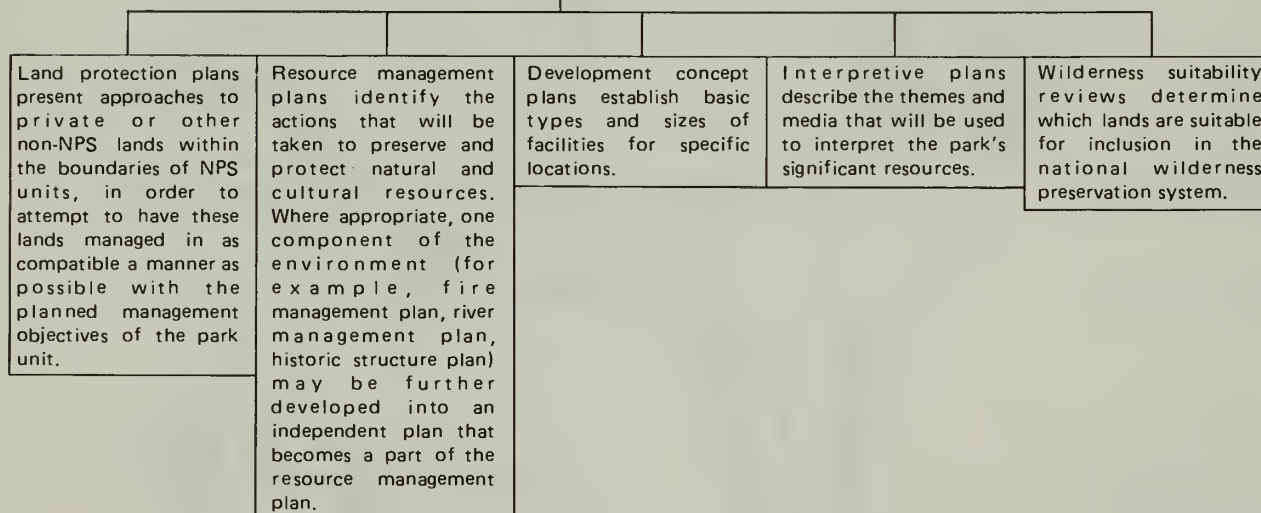 Land protection plans
present approaches to
private or other
non-NPS lands within
the boundaries of NPS
units, in order to
attempt to have these
lands managed in as
compatible a manner as
possible with the
planned management
objectives of the park
unit.
Resource management
plans identify the
actions that will be
taken to preserve and
protect natural and
cultural resources.
Where appropriate, one
component of the
environment (for
example, fire
management plan, river
management plan,
historic structure plan)
may be further
developed into an
independent plan that
becomes a part of the
resource management
plan.
Development concept
plans establish basic
types and sizes of
facilities for specific
locations.
Interpretive plans
describe the themes and
media that will be used
to interpret the park's
significant resources.
Wilderness suitability
reviews determine
which lands are suitable
for inclusion in the
national wilderness
preservation system.